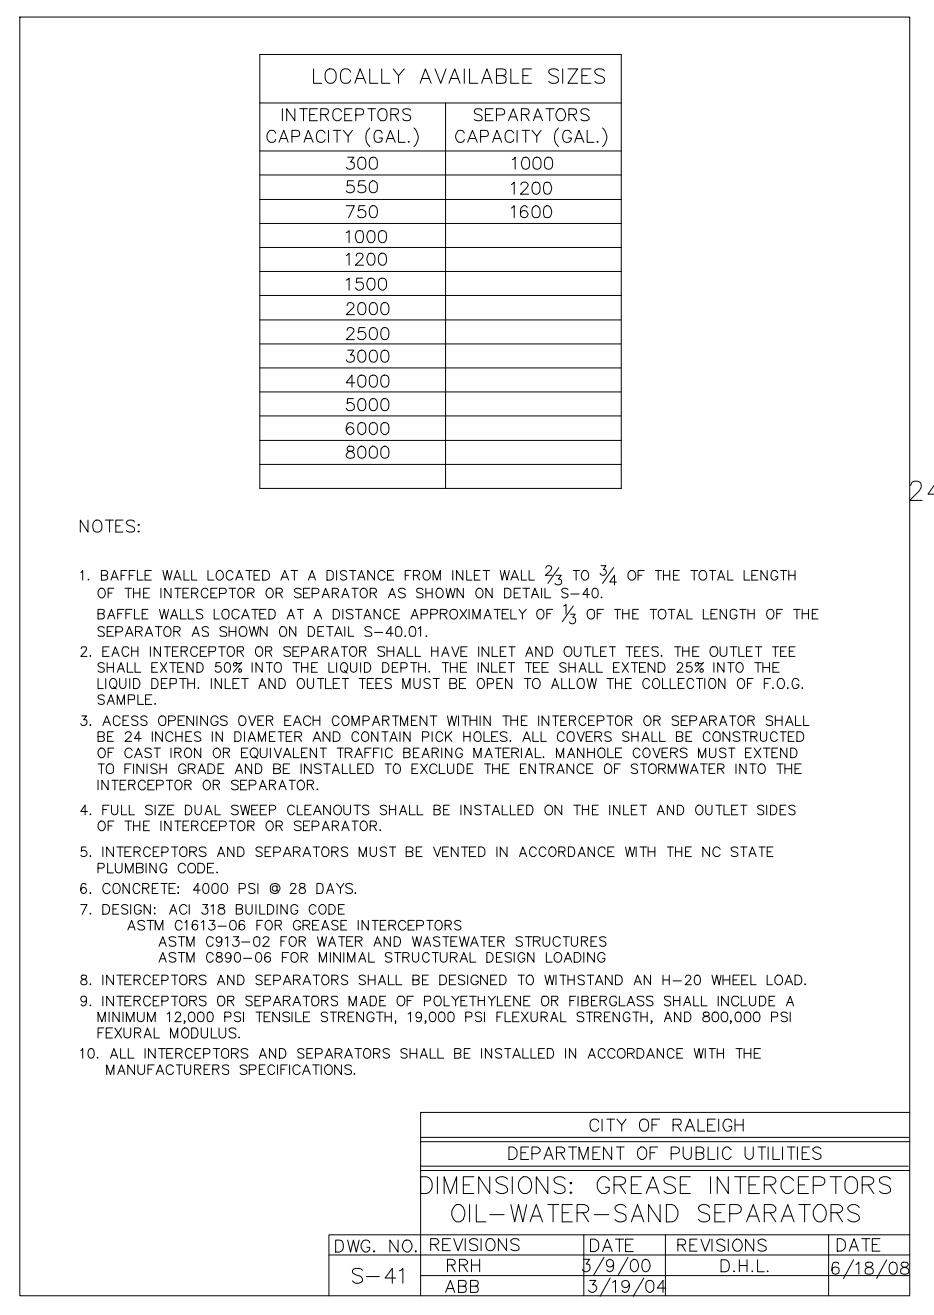 LOCALLY AVAILABLE SIZES
INTERCEPTORS CAPACITY (GAL.) SEPARATORS CAPACITY (GAL.)
300 1000
550 1200
750 1600
1000
1200
1500
2000
2500
3000
4000
5000
6000
8000
24
NOTES:
1. BAFFLE WALL LOCATED AT A DISTANCE FROM INLET WALL 2/3 TO 3/4 OF THE TOTAL LENGTH
OF THE INTERCEPTOR OR SEPARATOR AS SHOWN ON DETAIL S-40.
BAFFLE WALLS LOCATED AT A DISTANCE APPROXIMATELY OF 1/3 OF THE TOTAL LENGTH OF THE
SEPARATOR AS SHOWN ON DETAIL S-40.01.
2. EACH INTERCEPTOR OR SEPARATOR SHALL HAVE INLET AND OUTLET TEES. THE OUTLET TEE
SHALL EXTEND 50% INTO THE LIQUID DEPTH. THE INLET TEE SHALL EXTEND 25% INTO THE
LIQUID DEPTH. INLET AND OUTLET TEES MUST BE OPEN TO ALLOW THE COLLECTION OF F.O.G.
SAMPLE.
3. ACESS OPENINGS OVER EACH COMPARTMENT WITHIN THE INTERCEPTOR OR SEPARATOR SHALL
BE 24 INCHES IN DIAMETER AND CONTAIN PICK HOLES. ALL COVERS SHALL BE CONSTRUCTED
OF CAST IRON OR EQUIVALENT TRAFFIC BEARING MATERIAL. MANHOLE COVERS MUST EXTEND
TO FINISH GRADE AND BE INSTALLED TO EXCLUDE THE ENTRANCE OF STORMWATER INTO THE
INTERCEPTOR OR SEPARATOR.
4. FULL SIZE DUAL SWEEP CLEANOUTS SHALL BE INSTALLED ON THE INLET AND OUTLET SIDES
OF THE INTERCEPTOR OR SEPARATOR.
5. INTERCEPTORS AND SEPARATORS MUST BE VENTED IN ACCORDANCE WITH THE NC STATE
PLUMBING CODE.
6. CONCRETE: 4000 PSI @ 28 DAYS.
7. DESIGN: ACI 318 BUILDING CODE
ASTM C1613-06 FOR GREASE INTERCEPTORS
ASTM C913-02 FOR WATER AND WASTEWATER STRUCTURES
ASTM C890-06 FOR MINIMAL STRUCTURAL DESIGN LOADING
8. INTERCEPTORS AND SEPARATORS SHALL BE DESIGNED TO WITHSTAND AN H-20 WHEEL LOAD.
9. INTERCEPTORS OR SEPARATORS MADE OF POLYETHYLENE OR FIBERGLASS SHALL INCLUDE A
MINIMUM 12,000 PSI TENSILE STRENGTH, 19,000 PSI FLEXURAL STRENGTH, AND 800,000 PSI
FEXURAL MODULUS.
10. ALL INTERCEPTORS AND SEPARATORS SHALL BE INSTALLED IN ACCORDANCE WITH THE
MANUFACTURERS SPECIFICATIONS.
CITY OF RALEIGH
DEPARTMENT OF PUBLIC UTILITIES
DIMENSIONS: GREASE INTERCEPTORS
OIL-WATER-SAND SEPARATORS
DWG. NO. REVISIONS DATE REVISIONS DATE
S-41 RRH 3/9/00 D.H.L. 6/18/08
ABB 3/19/04